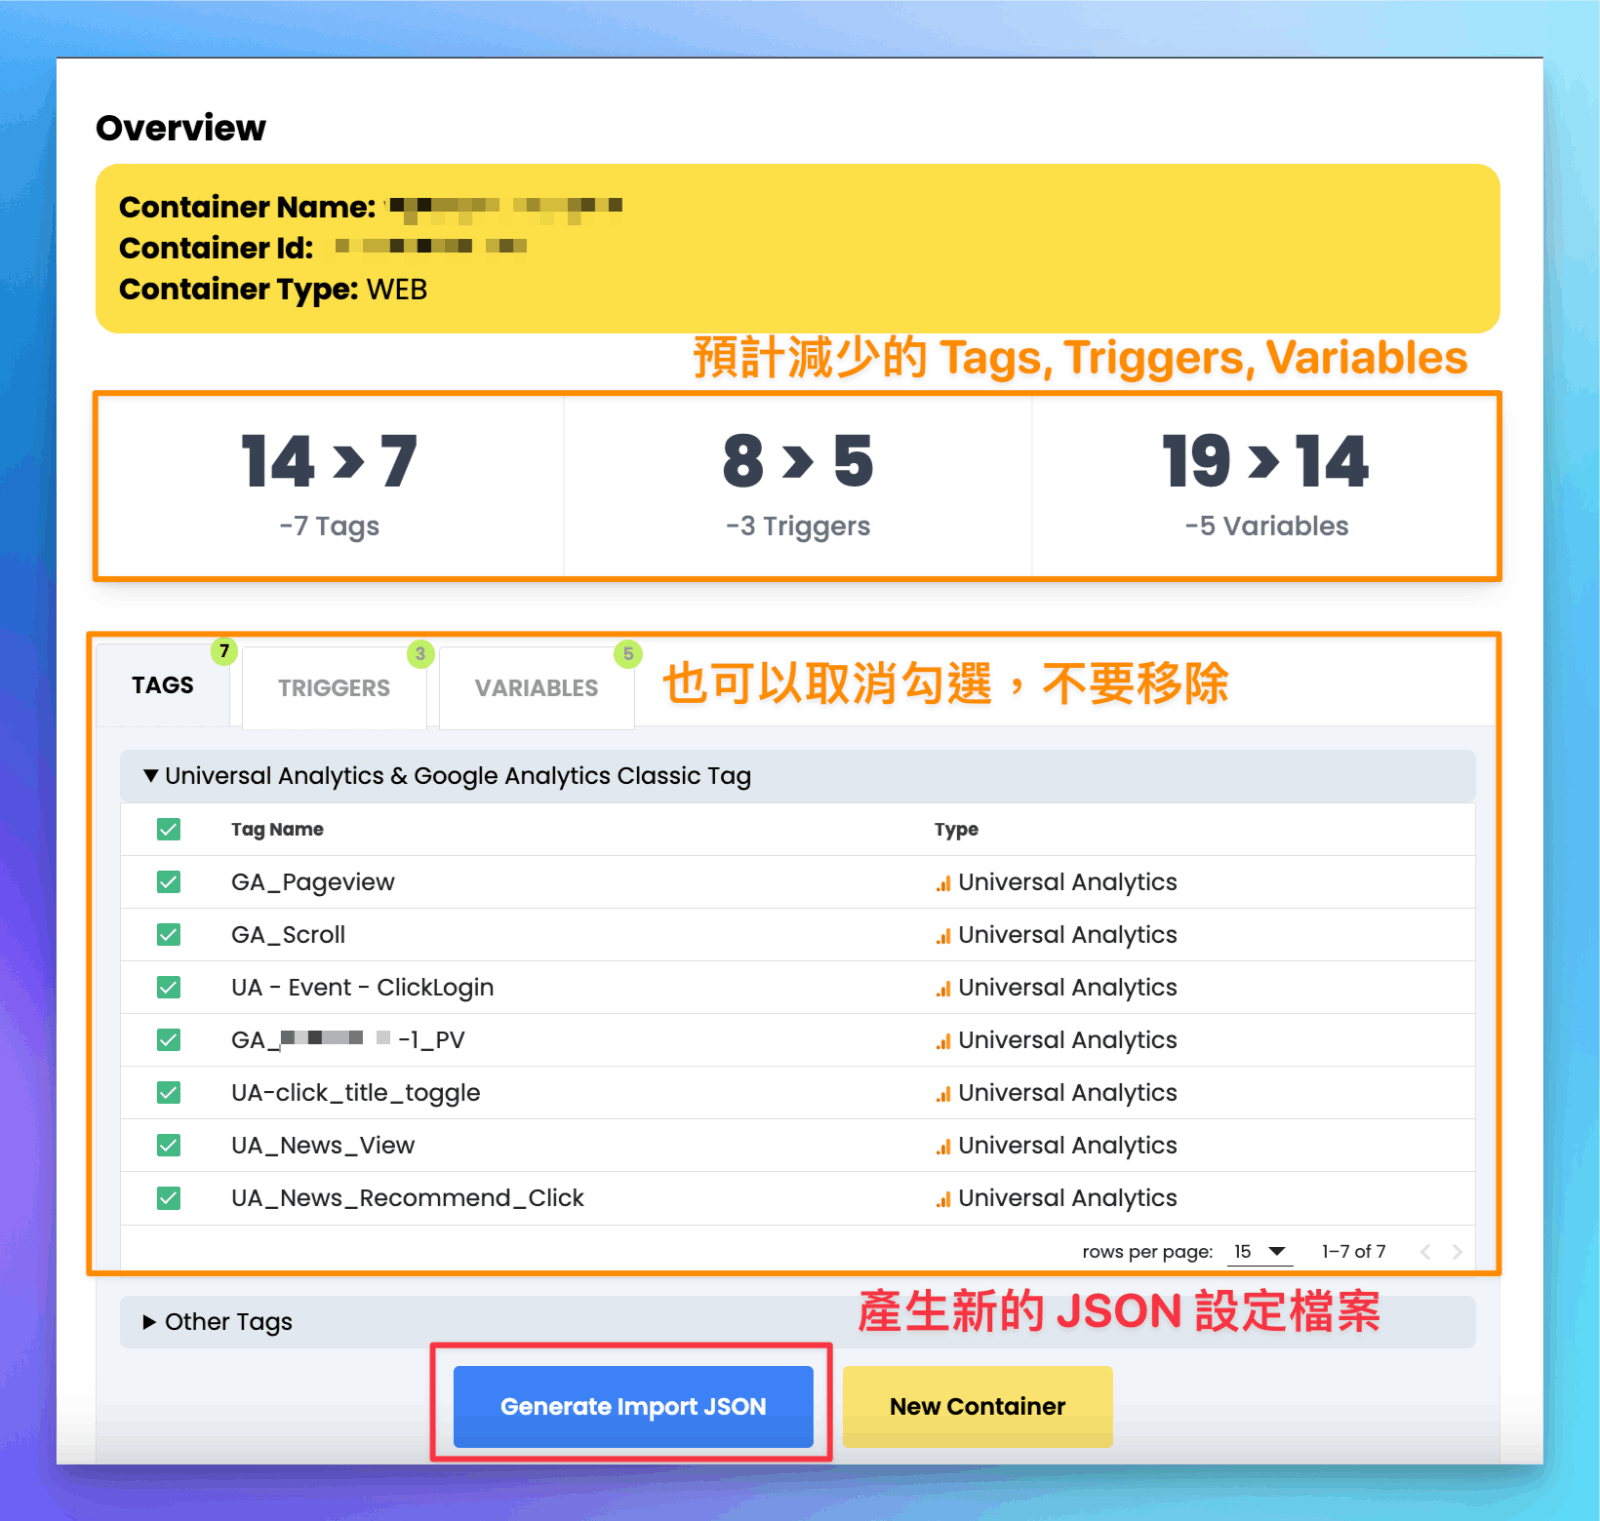 Overview
Container Name:
Container Id:
Container Type: WEB
預計減少的 Tags, Triggers, Variables
14 > 7
-7 Tags
8 > 5
-3 Triggers
19 > 14
-5 Variables
TAGS 7
TRIGGERS 3
VARIABLES 5
也可以取消勾選，不要移除
▼ Universal Analytics & Google Analytics Classic Tag
Tag Name Type
GA_Pageview Universal Analytics
GA_Scroll Universal Analytics
UA - Event - ClickLogin Universal Analytics
GA_ -1_PV Universal Analytics
UA-click_title_toggle Universal Analytics
UA_News_View Universal Analytics
UA_News_Recommend_Click Universal Analytics
rows per page: 15 1-7 of 7
產生新的 JSON 設定檔案
▶ Other Tags
Generate Import JSON
New Container